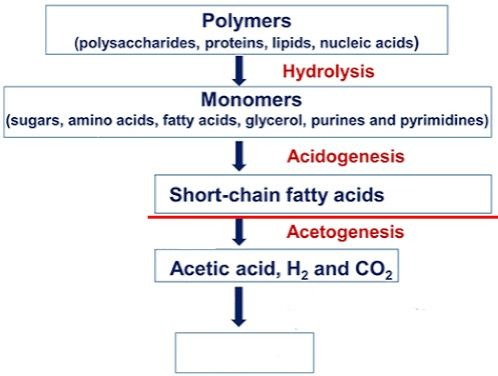 Polymers
(polysaccharides, proteins, lipids, nucleic acids)
Hydrolysis
Monomers
(sugars, amino acids, fatty acids, glycerol, purines and pyrimidines)
Acidogenesis
Short-chain fatty acids
Acetogenesis
Acetic acid, H₂ and CO₂